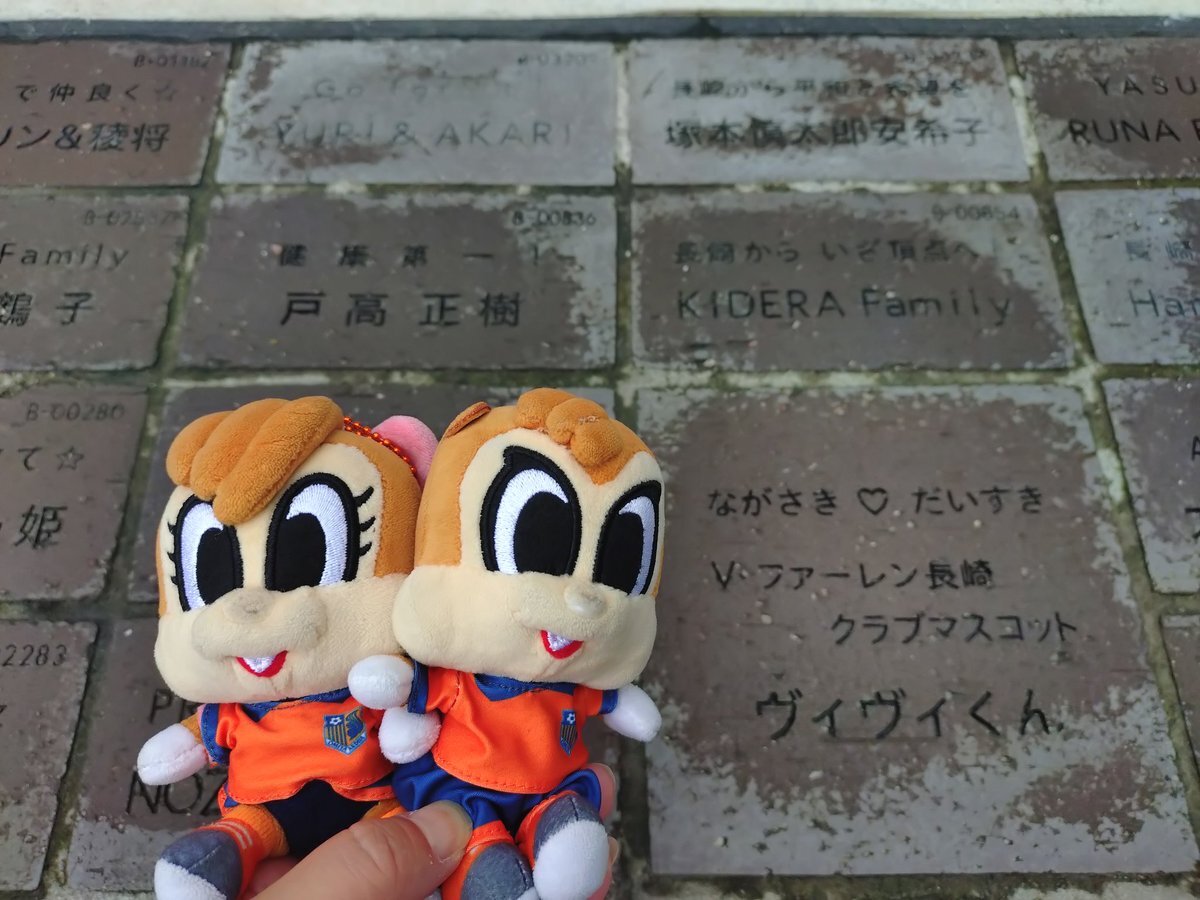 で仲良く☆
リン&稜将
YURI & AKARI
塚本慎太郎安希子
YASU
RUNA
Family
鶴子
B-00836
健康第一!
戸高正樹
B-00854
長崎から いざ頂点へ!
KIDERA Family
長崎
Ha
B-00280
て☆
姫
ながさき ♡ だいすき
V・ファーレン長崎
クラブマスコット
ヴィヴィくん
2283
NOZ